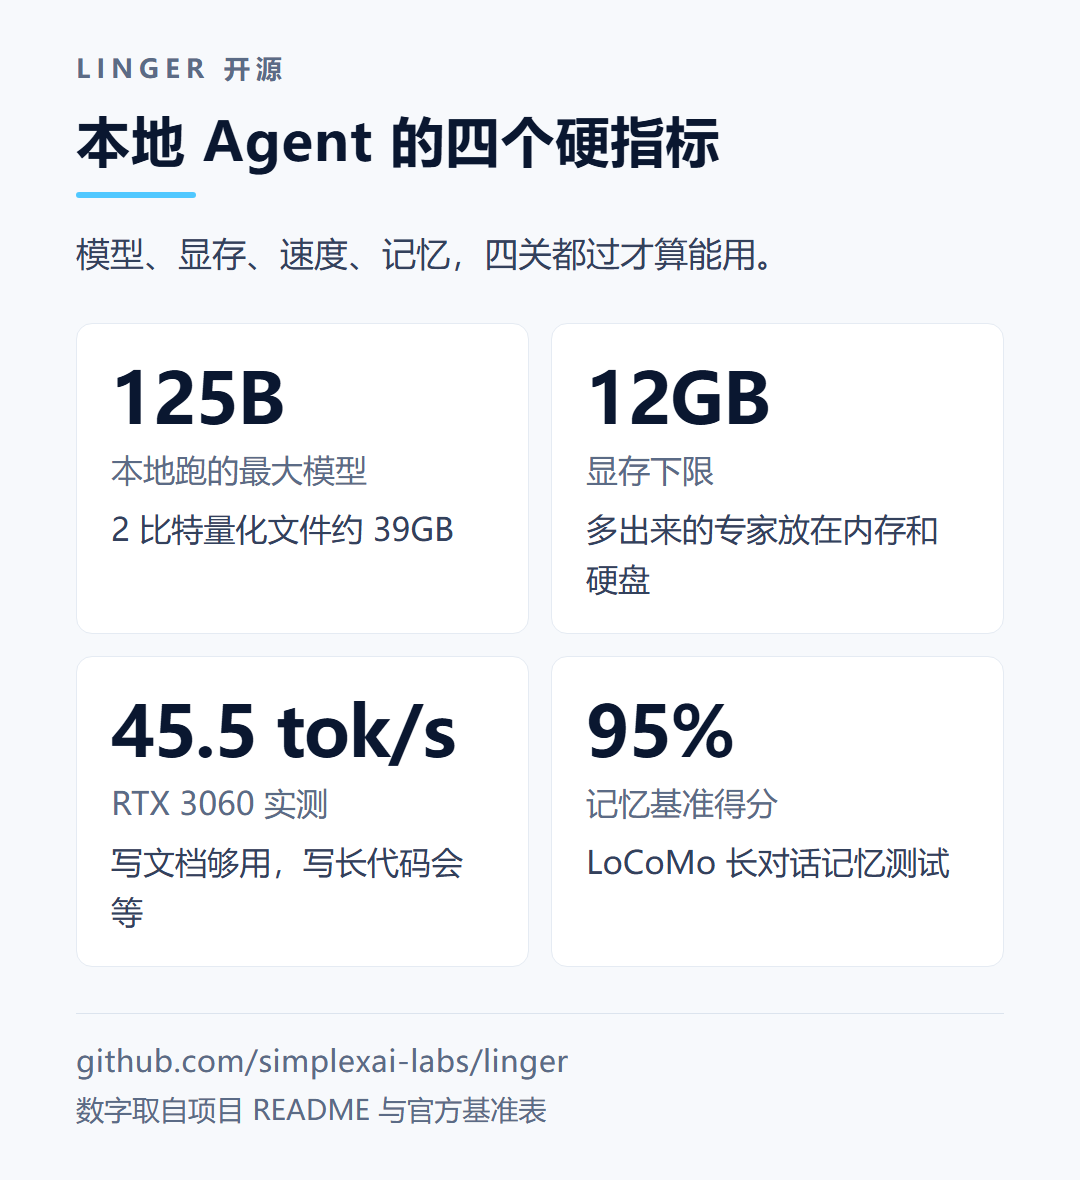 LINGER 开源
本地 Agent 的四个硬指标
模型、显存、速度、记忆，四关都过才算能用。
125B
本地跑的最大模型
2 比特量化文件约 39GB
12GB
显存下限
多出来的专家放在内存和
硬盘
45.5 tok/s
RTX 3060 实测
写文档够用，写长代码会
等
95%
记忆基准得分
LoCoMo 长对话记忆测试
github.com/simplexai-labs/linger
数字取自项目 README 与官方基准表